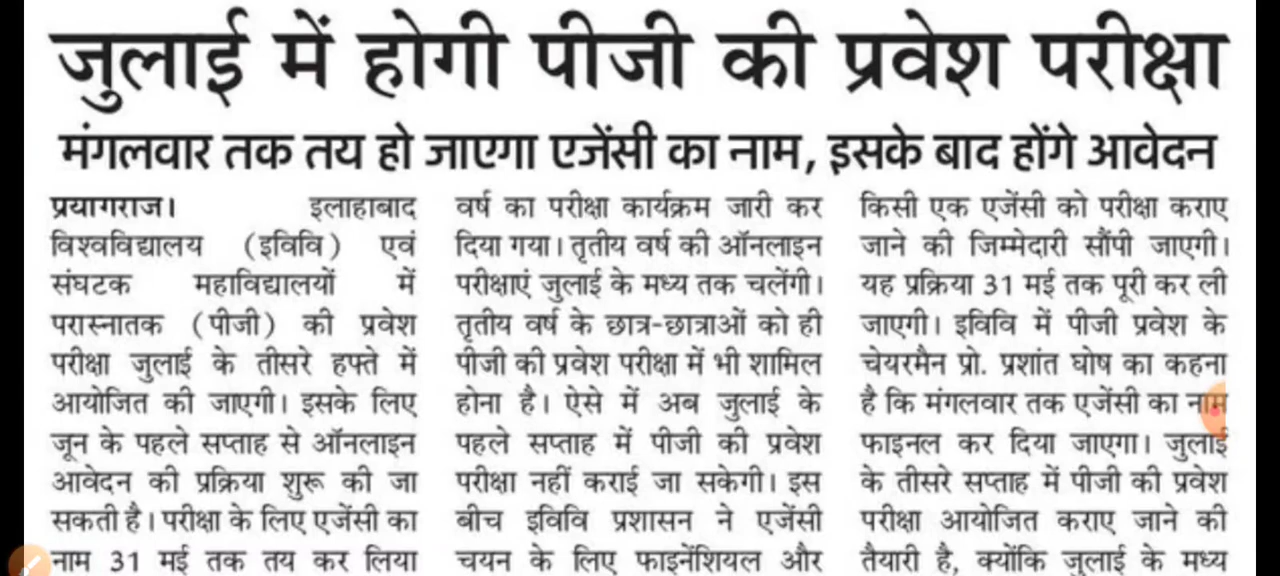 जुलाई में होगी पीजी की प्रवेश परीक्षा
मंगलवार तक तय हो जाएगा एजेंसी का नाम, इसके बाद होंगे आवेदन
प्रयागराज। इलाहाबाद
विश्वविद्यालय (इविवि) एवं
संघटक महाविद्यालयों में
परास्नातक (पीजी) की प्रवेश
परीक्षा जुलाई के तीसरे हफ्ते में
आयोजित की जाएगी। इसके लिए
जून के पहले सप्ताह से ऑनलाइन
आवेदन की प्रक्रिया शुरू की जा
सकती है। परीक्षा के लिए एजेंसी का
नाम 31 मई तक तय कर लिया
वर्ष का परीक्षा कार्यक्रम जारी कर
दिया गया। तृतीय वर्ष की ऑनलाइन
परीक्षाएं जुलाई के मध्य तक चलेंगी।
तृतीय वर्ष के छात्र-छात्राओं को ही
पीजी की प्रवेश परीक्षा में भी शामिल
होना है। ऐसे में अब जुलाई के
पहले सप्ताह में पीजी की प्रवेश
परीक्षा नहीं कराई जा सकेगी। इस
बीच इविवि प्रशासन ने एजेंसी
चयन के लिए फाइनेंशियल और
किसी एक एजेंसी को परीक्षा कराए
जाने की जिम्मेदारी सौंपी जाएगी।
यह प्रक्रिया 31 मई तक पूरी कर ली
जाएगी। इविवि में पीजी प्रवेश के
चेयरमैन प्रो. प्रशांत घोष का कहना
है कि मंगलवार तक एजेंसी का नाम
फाइनल कर दिया जाएगा। जुलाई
के तीसरे सप्ताह में पीजी की प्रवेश
परीक्षा आयोजित कराए जाने की
तैयारी है, क्योंकि जुलाई के मध्य